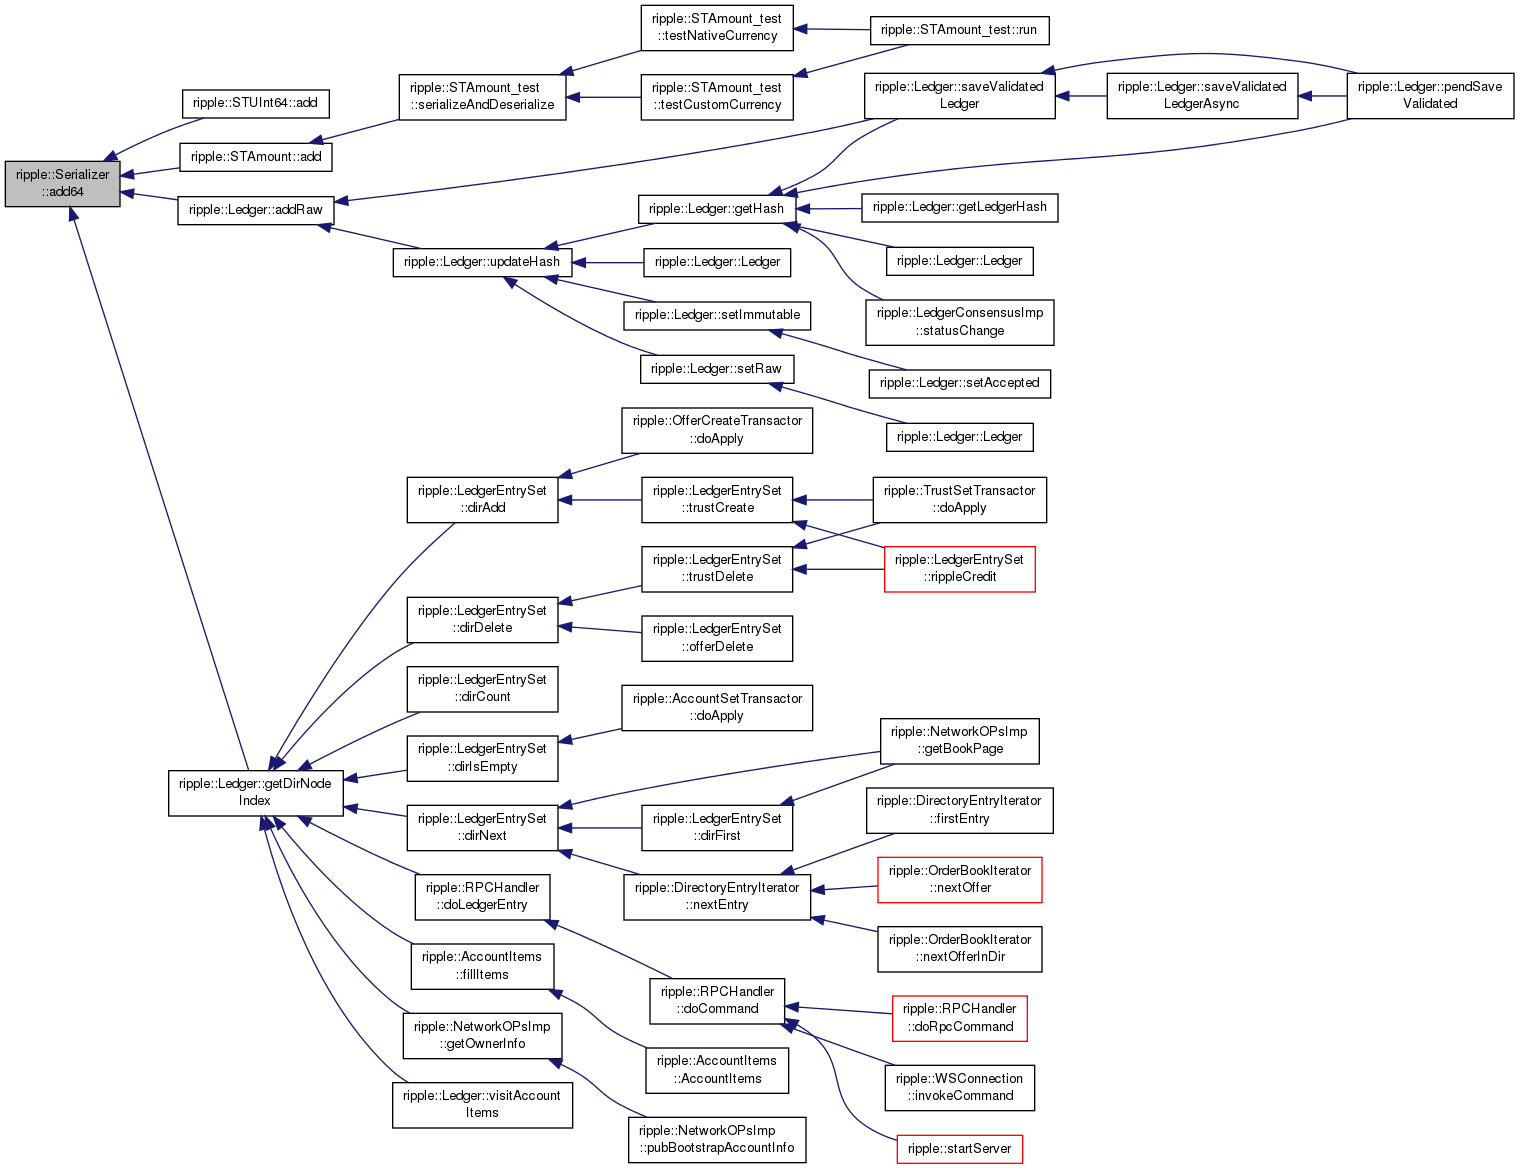 ripple::Serializer
::add64
ripple::STUInt64::add
ripple::STAmount::add
ripple::Ledger::addRaw
ripple::Ledger::getDirNode
Index
ripple::STAmount_test
::serializeAndDeserialize
ripple::Ledger::updateHash
ripple::LedgerEntrySet
::dirAdd
ripple::LedgerEntrySet
::dirDelete
ripple::LedgerEntrySet
::dirCount
ripple::LedgerEntrySet
::dirIsEmpty
ripple::LedgerEntrySet
::dirNext
ripple::RPCHandler
::doLedgerEntry
ripple::AccountItems
::fillItems
ripple::NetworkOPsImp
::getOwnerInfo
ripple::Ledger::visitAccount
Items
ripple::STAmount_test
::testNativeCurrency
ripple::STAmount_test
::testCustomCurrency
ripple::Ledger::getHash
ripple::Ledger::Ledger
ripple::Ledger::setImmutable
ripple::Ledger::setRaw
ripple::OfferCreateTransactor
::doApply
ripple::LedgerEntrySet
::trustCreate
ripple::LedgerEntrySet
::trustDelete
ripple::LedgerEntrySet
::offerDelete
ripple::AccountSetTransactor
::doApply
ripple::LedgerEntrySet
::dirFirst
ripple::DirectoryEntryIterator
::nextEntry
ripple::RPCHandler
::doCommand
ripple::AccountItems
::AccountItems
ripple::NetworkOPsImp
::pubBootstrapAccountInfo
ripple::STAmount_test::run
ripple::Ledger::saveValidated
Ledger
ripple::Ledger::getLedgerHash
ripple::Ledger::Ledger
ripple::LedgerConsensusImp
::statusChange
ripple::Ledger::setAccepted
ripple::Ledger::Ledger
ripple::TrustSetTransactor
::doApply
ripple::LedgerEntrySet
::rippleCredit
ripple::NetworkOPsImp
::getBookPage
ripple::DirectoryEntryIterator
::firstEntry
ripple::OrderBookIterator
::nextOffer
ripple::OrderBookIterator
::nextOfferInDir
ripple::RPCHandler
::doRpcCommand
ripple::WSConnection
::invokeCommand
ripple::startServer
ripple::Ledger::saveValidated
LedgerAsync
ripple::Ledger::pendSave
Validated